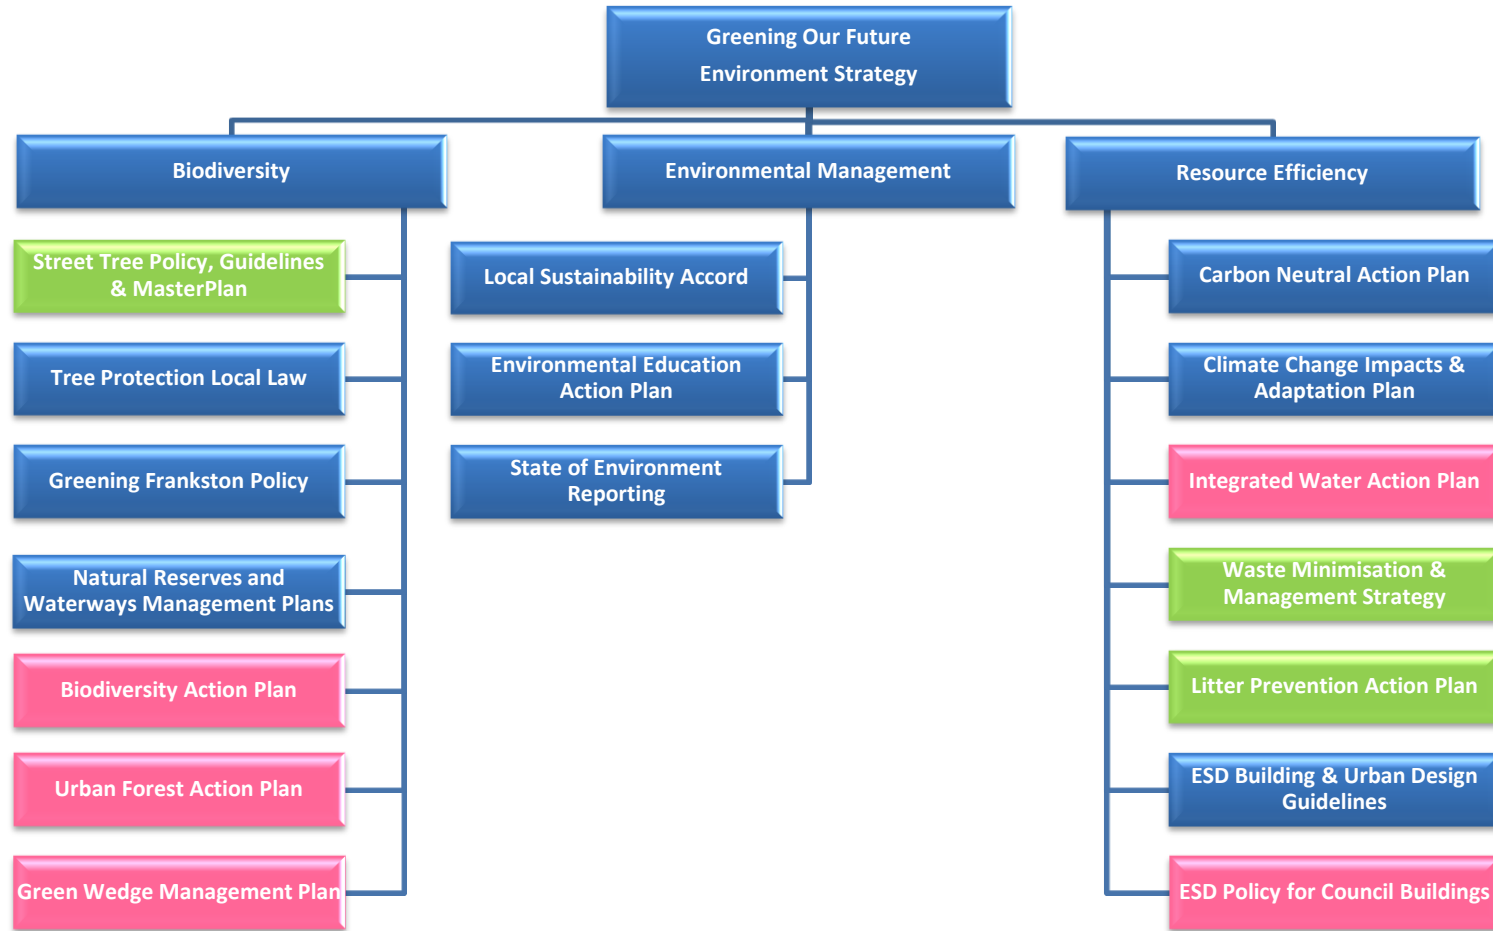 Greening Our Future
Environment Strategy
Biodiversity
Environmental Management
Resource Efficiency
Street Tree Policy, Guidelines
& MasterPlan
Tree Protection Local Law
Greening Frankston Policy
Natural Reserves and
Waterways Management Plans
Biodiversity Action Plan
Urban Forest Action Plan
Green Wedge Management Plan
Local Sustainability Accord
Environmental Education
Action Plan
State of Environment
Reporting
Carbon Neutral Action Plan
Climate Change Impacts &
Adaptation Plan
Integrated Water Action Plan
Waste Minimisation &
Management Strategy
Litter Prevention Action Plan
ESD Building & Urban Design
Guidelines
ESD Policy for Council Buildings